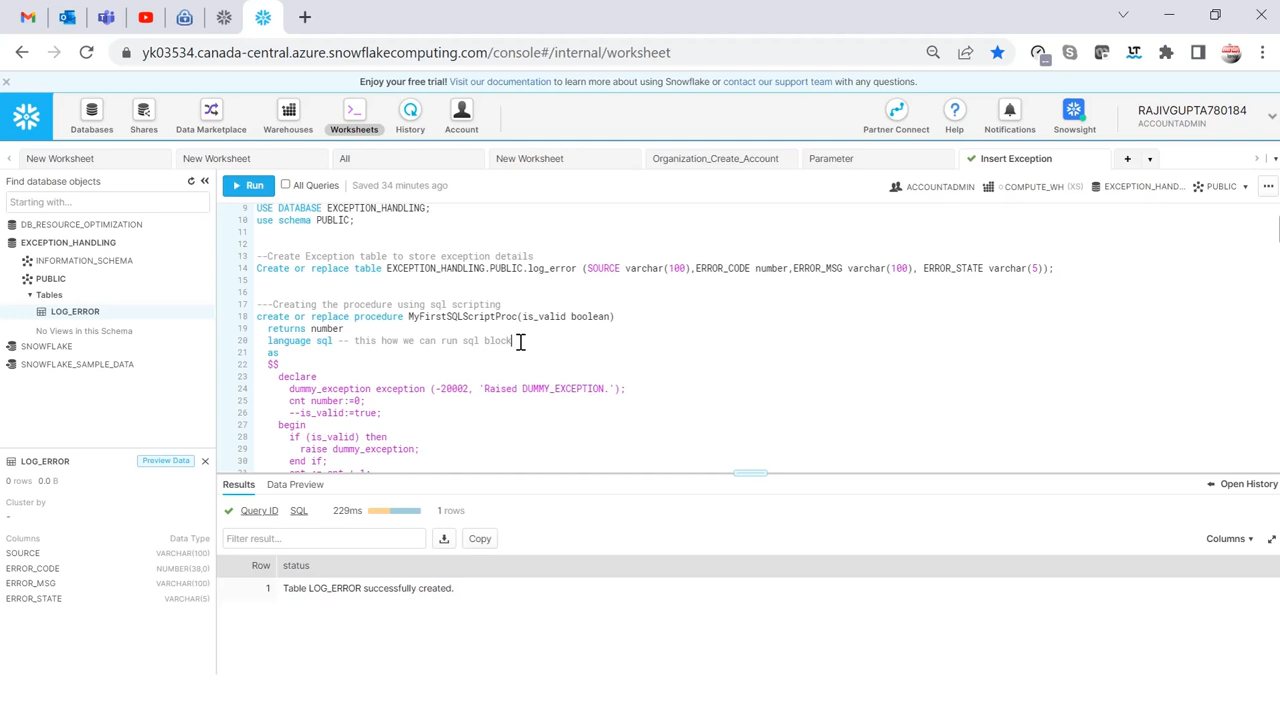 yk03534.canada-central.azure.snowflakecomputing.com/console#/internal/worksheet
Enjoy your free trial! Visit our documentation to learn more about using Snowflake or contact our support team with any questions.
Databases
Shares
Data Marketplace
Warehouses
Worksheets
History
Account
Partner Connect
Help
Notifications
Snowsight
RAJIVGUPTA780184
ACCOUNTADMIN
New Worksheet
New Worksheet
All
New Worksheet
Organization_Create_Account
Parameter
Insert Exception
Find database objects
Starting with...
DB_RESOURCE_OPTIMIZATION
EXCEPTION_HANDLING
INFORMATION_SCHEMA
PUBLIC
Tables
LOG_ERROR
No Views in this Schema
SNOWFLAKE
SNOWFLAKE_SAMPLE_DATA
Run
All Queries
Saved 34 minutes ago
ACCOUNTADMIN
COMPUTE_WH (XS)
EXCEPTION_HAND...
PUBLIC
9 USE DATABASE EXCEPTION_HANDLING;
10 use schema PUBLIC;
11
12
13 --Create Exception table to store exception details
14 Create or replace table EXCEPTION_HANDLING.PUBLIC.log_error (SOURCE varchar(100),ERROR_CODE number,ERROR_MSG varchar(100), ERROR_STATE varchar(5));
15
16
17 ---Creating the procedure using sql scripting
18 create or replace procedure MyFirstSQLScriptProc(is_valid boolean)
19 returns number
20 language sql -- this how we can run sql block
21 as
22 $$
23 declare
24 dummy_exception exception (-20002, 'Raised DUMMY_EXCEPTION.');
25 cnt number:=0;
26 --is_valid:=true;
27 begin
28 if (is_valid) then
29 raise dummy_exception;
30 end if;
LOG_ERROR
Preview Data
0 rows 0.0 B
Cluster by
-
Columns Data Type
SOURCE VARCHAR(100)
ERROR_CODE NUMBER(38,0)
ERROR_MSG VARCHAR(100)
ERROR_STATE VARCHAR(5)
Results
Data Preview
Open History
Query ID
SQL
229ms
1 rows
Filter result...
Copy
Columns
Row status
1 Table LOG_ERROR successfully created.